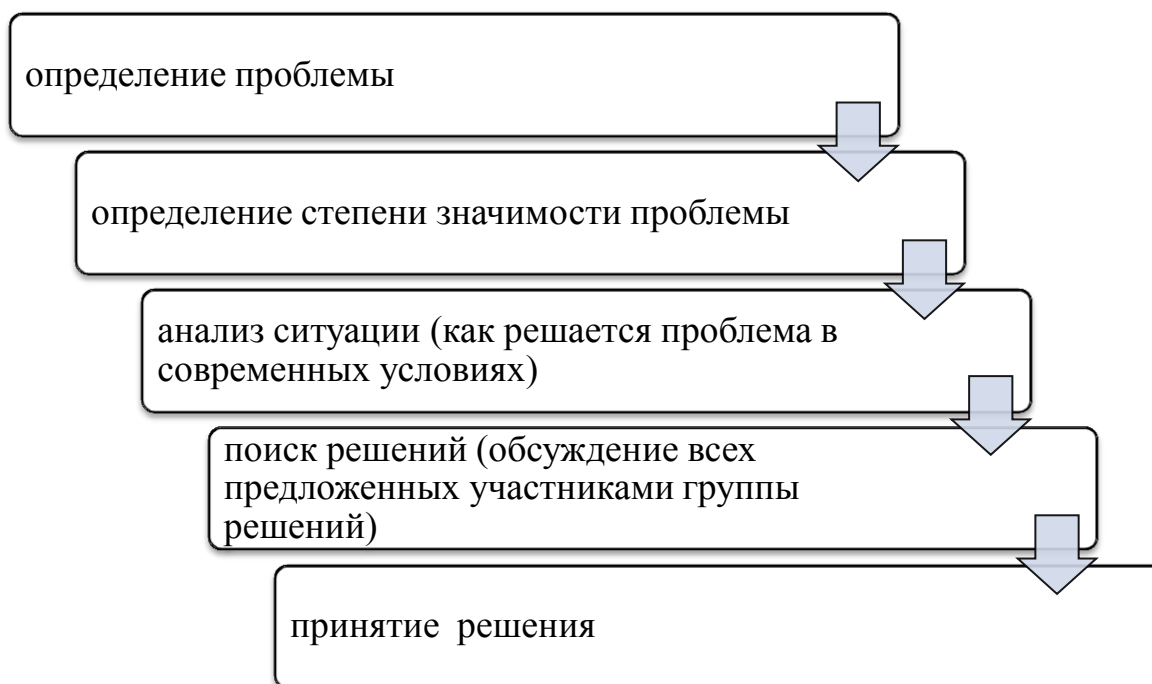 определение проблемы
определение степени значимости проблемы
анализ ситуации (как решается проблема в
современных условиях)
поиск решений (обсуждение всех
предложенных участниками группы
решений)
принятие  решения